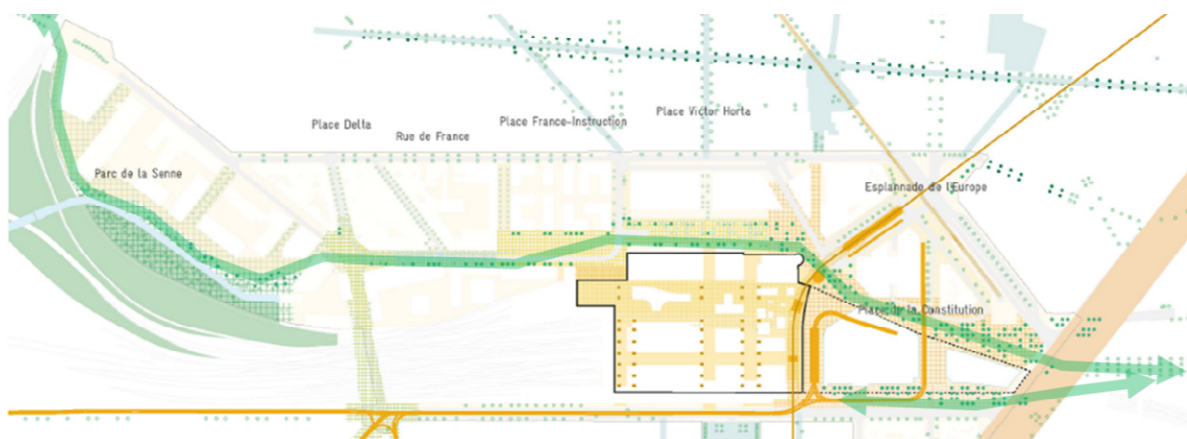 Place Victor Horta
Place France-Instruction
Place Delta
Rue de France
Parc de la Senne
Esplannade de l'Europe
Place de la Constitution